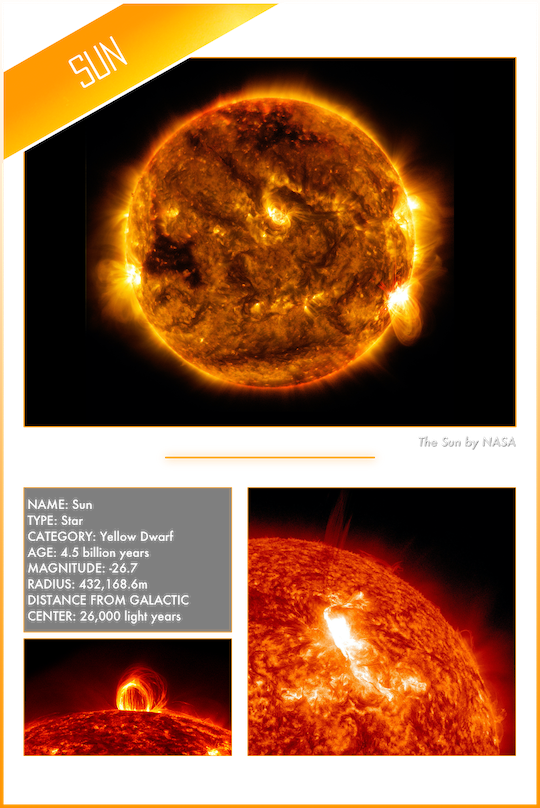 SUN
The Sun by NASA
NAME: Sun
TYPE: Star
CATEGORY: Yellow Dwarf
AGE: 4.5 billion years
MAGNITUDE: -26.7
RADIUS: 432,168.6m
DISTANCE FROM GALACTIC
CENTER: 26,000 light years